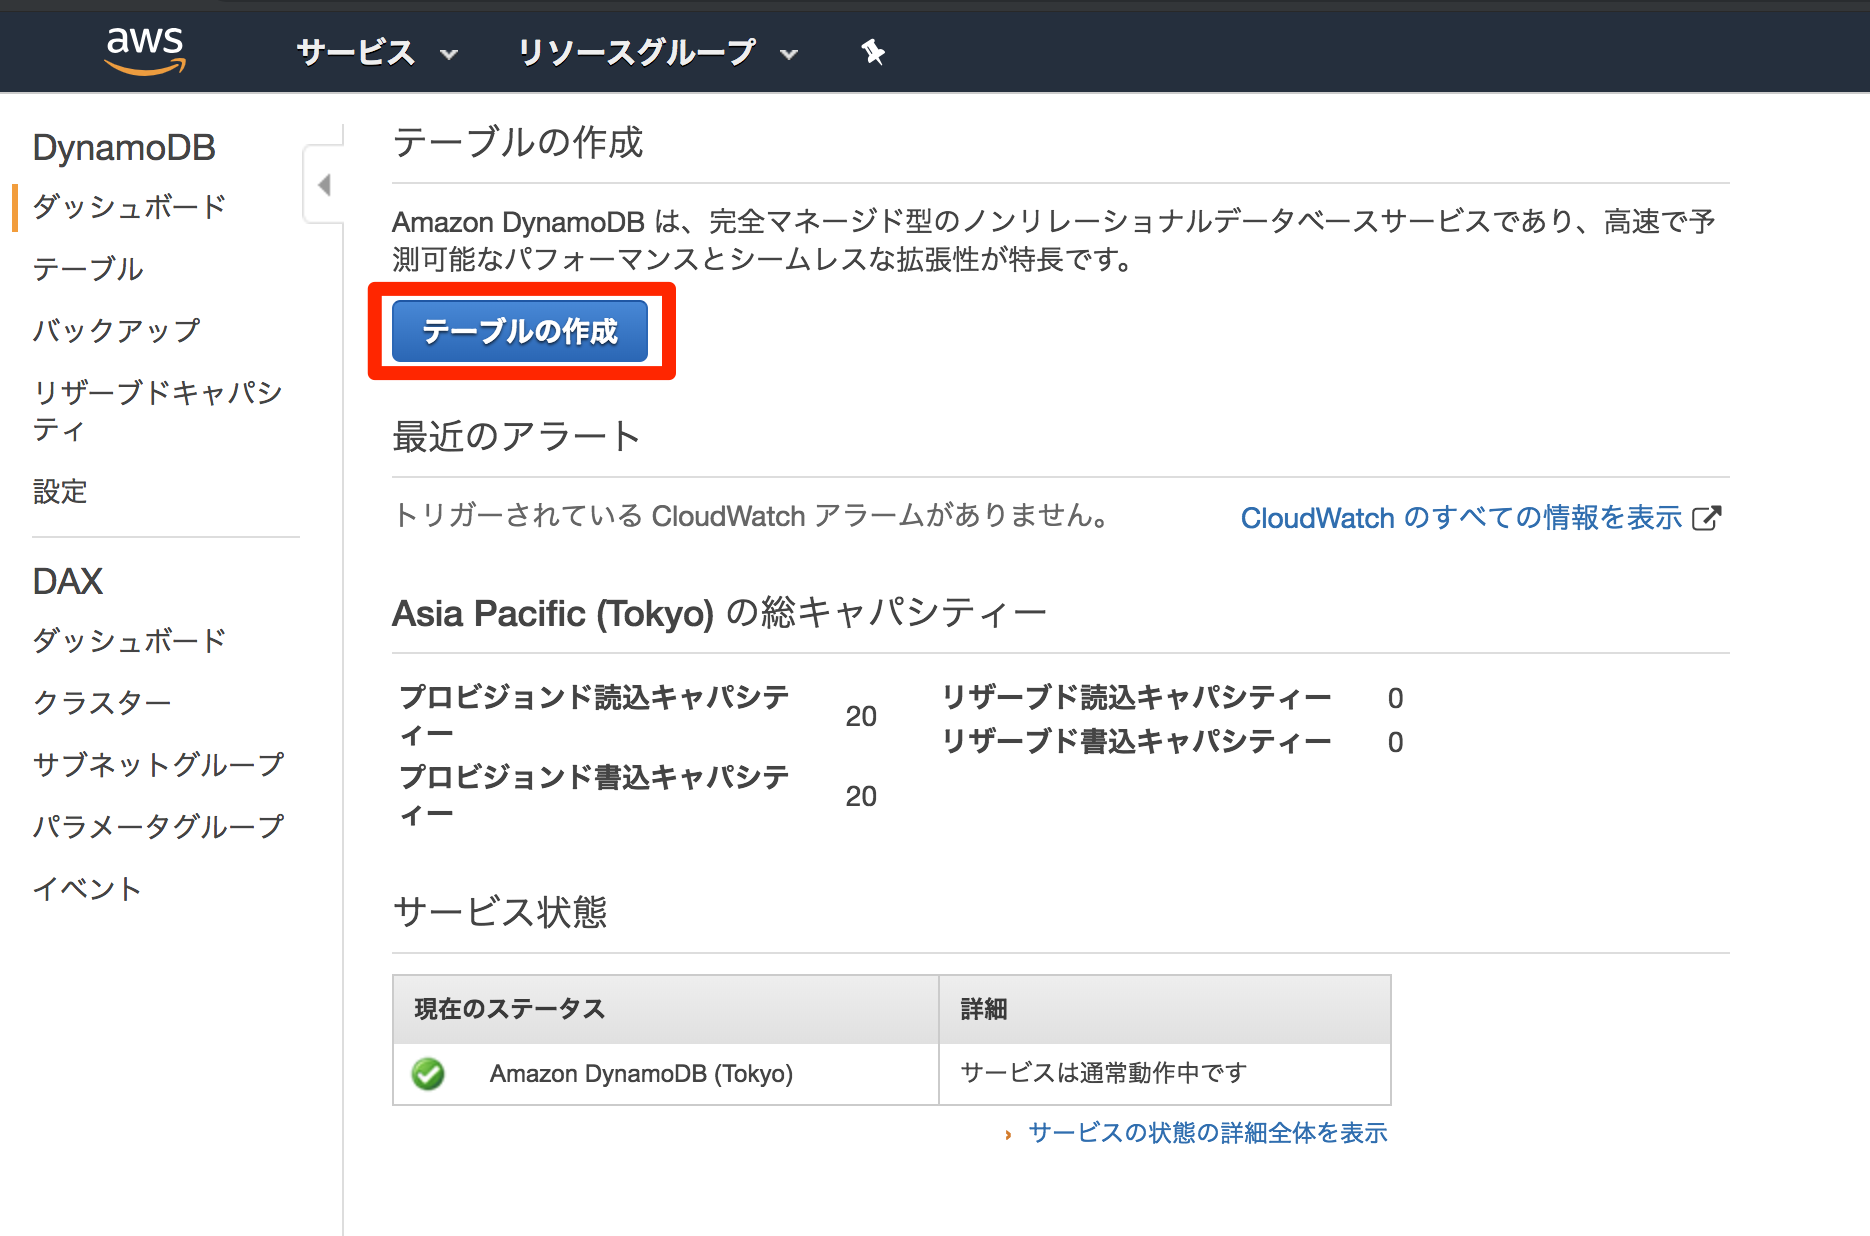 aws
サービス
リソースグループ
DynamoDB
ダッシュボード
テーブル
バックアップ
リザーブドキャパシ
ティ
設定
DAX
ダッシュボード
クラスター
サブネットグループ
パラメータグループ
イベント
テーブルの作成
Amazon DynamoDB は、完全マネージド型のノンリレーショナルデータベースサービスであり、高速で予
測可能なパフォーマンスとシームレスな拡張性が特長です。
テーブルの作成
最近のアラート
トリガーされている CloudWatch アラームがありません。
CloudWatch のすべての情報を表示
Asia Pacific (Tokyo) の総キャパシティー
プロビジョンド読込キャパシテ
ィー
20
プロビジョンド書込キャパシテ
ィー
20
リザーブド読込キャパシティー 0
リザーブド書込キャパシティー 0
サービス状態
現在のステータス 詳細
Amazon DynamoDB (Tokyo) サービスは通常動作中です
サービスの状態の詳細全体を表示